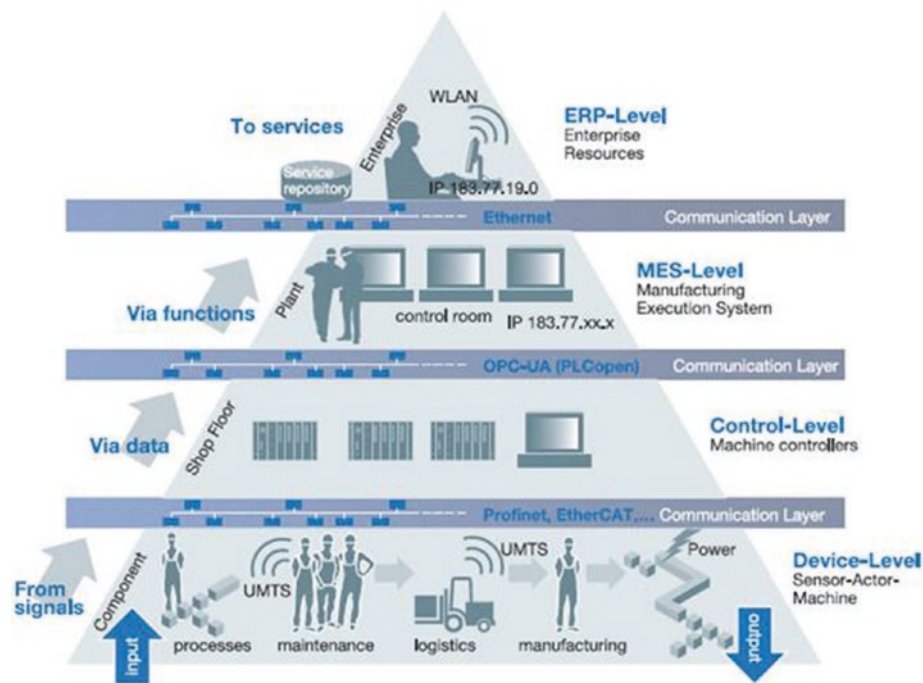 WLAN
Enterprise
ERP-Level
Enterprise
Resources
To services
Service
repository
IP 183.77.19.0
Ethernet
Communication Layer
Plant
MES-Level
Manufacturing
Execution System
Via functions
control room
IP 183.77.xx.x
OPC-UA (PLCopen)
Communication Layer
Shop Floor
Control-Level
Machine controllers
Via data
Profinet, EtherCAT,...
Communication Layer
Component
From
signals
UMTS
UMTS
Power
Device-Level
Sensor-Actor-
Machine
input
processes
maintenance
logistics
manufacturing
output